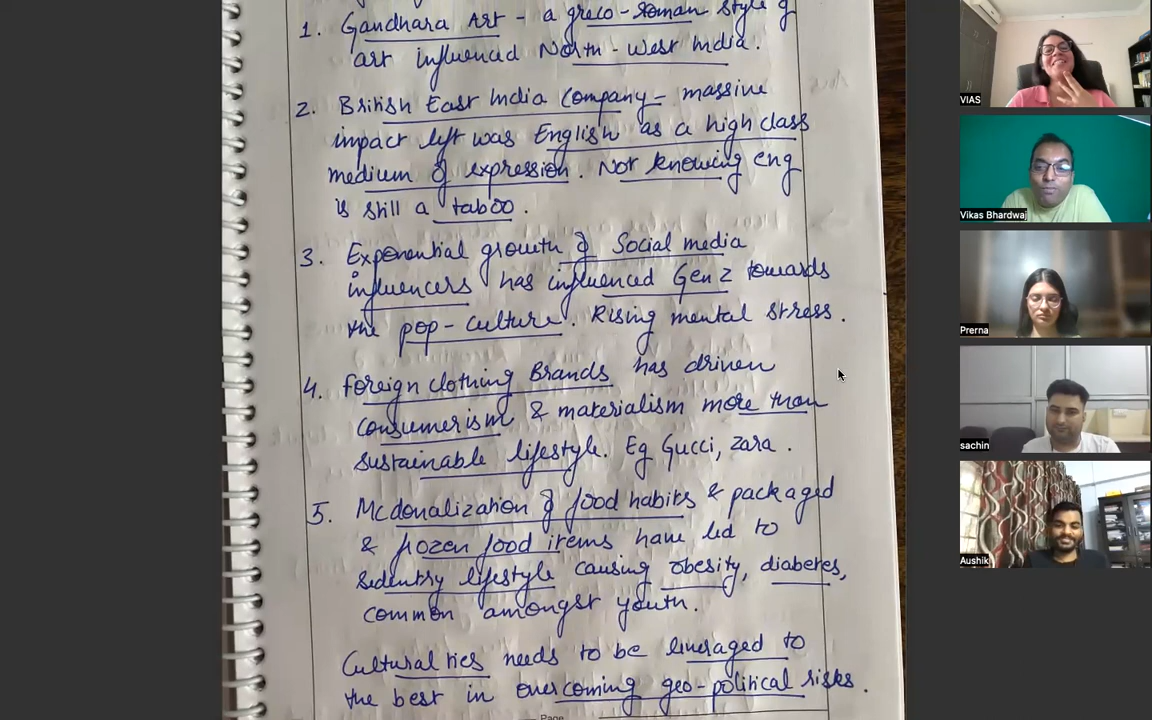 1. Gandhara Art - a greco-roman style of
art influenced North-West India.
2. British East India Company- massive
impact left was English as a high class
medium of expression. Not knowing eng
is still a taboo.
3. Exponential growth of Social media
influencers has influenced Gen Z towards
the pop-culture. Rising mental stress.
4. Foreign clothing Brands has driven
consumerism & materialism more than
sustainable lifestyle. Eg Gucci, Zara.
5. Mcdonalization of food habits & packaged
& frozen food items have led to
sedentry lifestyle causing obesity, diabetes,
common amongst youth.
Cultural ties needs to be leveraged to
the best in overcoming geo-political risks.
Page
VIAS
Vikas Bhardwaj
Prerna
sachin
Aushik